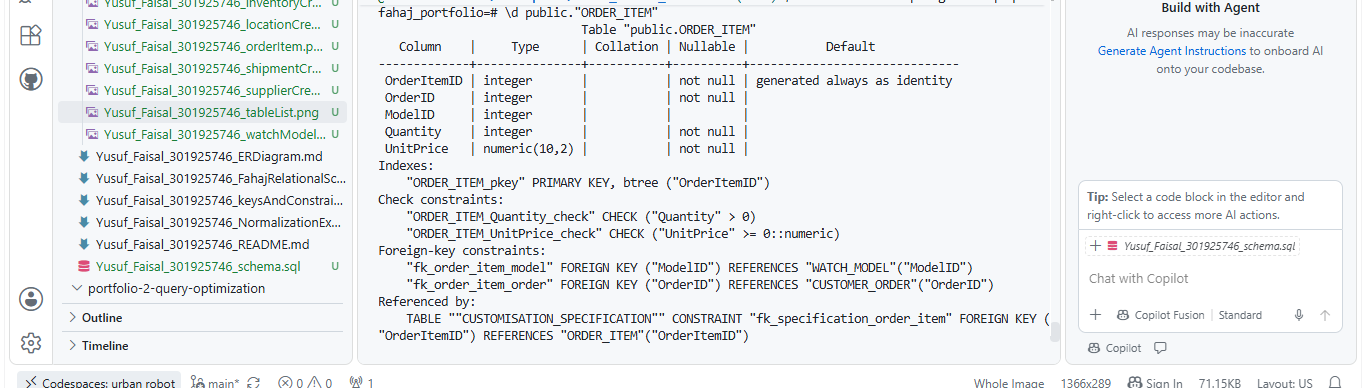 Yusuf_Faisal_301925746_inventoryCr...
Yusuf_Faisal_301925746_locationCre...
Yusuf_Faisal_301925746_orderItem.p...
Yusuf_Faisal_301925746_shipmentCr...
Yusuf_Faisal_301925746_supplierCre...
Yusuf_Faisal_301925746_tableList.png
Yusuf_Faisal_301925746_watchModel...
U
U
U
U
U
U
Yusuf_Faisal_301925746_ERDiagram.md
Yusuf_Faisal_301925746_FahajRelationalSc...
Yusuf_Faisal_301925746_keysAndConstrai...
Yusuf_Faisal_301925746_NormalizationEx...
Yusuf_Faisal_301925746_README.md
Yusuf_Faisal_301925746_schema.sql U
portfolio-2-query-optimization
Outline
Timeline
fahaj_portfolio=# \d public."ORDER_ITEM"
Table "public.ORDER_ITEM"
Column | Type | Collation | Nullable | Default
-------------+---------------+-----------+----------+------------------------------
OrderItemID | integer | | not null | generated always as identity
OrderID | integer | | not null |
ModelID | integer | | |
Quantity | integer | | not null |
UnitPrice | numeric(10,2) | | not null |
Indexes:
"ORDER_ITEM_pkey" PRIMARY KEY, btree ("OrderItemID")
Check constraints:
"ORDER_ITEM_Quantity_check" CHECK ("Quantity" > 0)
"ORDER_ITEM_UnitPrice_check" CHECK ("UnitPrice" >= 0::numeric)
Foreign-key constraints:
"fk_order_item_model" FOREIGN KEY ("ModelID") REFERENCES "WATCH_MODEL"("ModelID")
"fk_order_item_order" FOREIGN KEY ("OrderID") REFERENCES "CUSTOMER_ORDER"("OrderID")
Referenced by:
TABLE ""CUSTOMISATION_SPECIFICATION"" CONSTRAINT "fk_specification_order_item" FOREIGN KEY (
"OrderItemID") REFERENCES "ORDER_ITEM"("OrderItemID")
Build with Agent
AI responses may be inaccurate
Generate Agent Instructions to onboard AI
onto your codebase.
Tip: Select a code block in the editor and
right-click to access more AI actions.
Yusuf_Faisal_301925746_schema.sql
Chat with Copilot
Copilot Fusion | Standard
Copilot
Codespaces: urban robot
main*
0
0
1
Whole Image
1366x289
71.15KB
Sign In
Layout: US